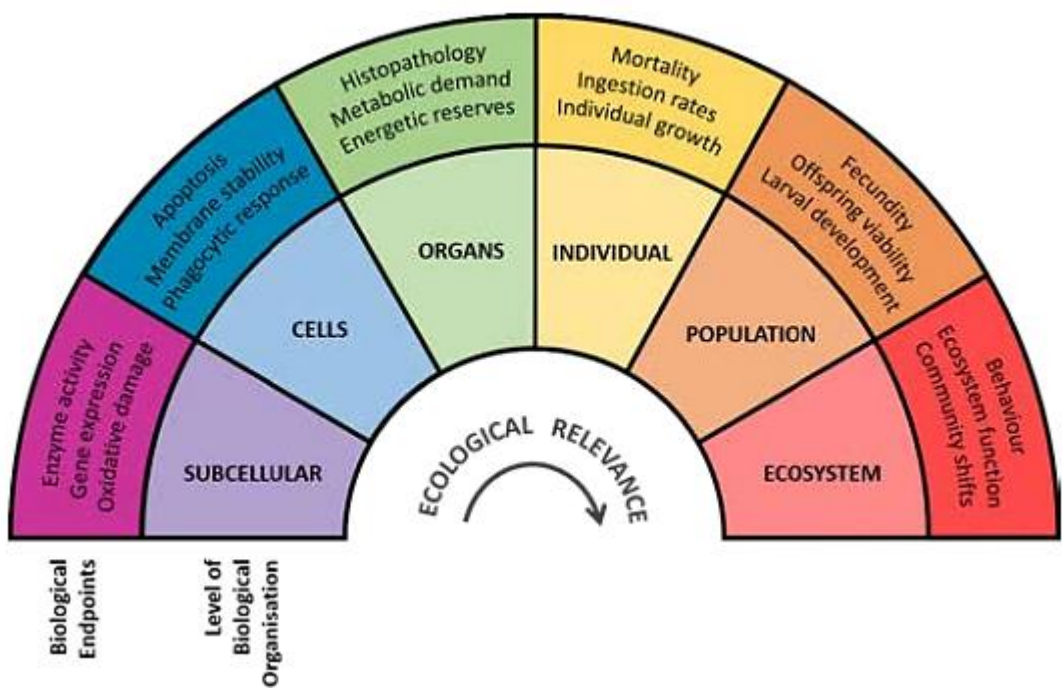 Enzyme activity
Gene expression
Oxidative damage
SUBCELLULAR
Apoptosis
Membrane stability
Phagocytic response
CELLS
Histopathology
Metabolic demand
Energetic reserves
ORGANS
Mortality
Ingestion rates
Individual growth
INDIVIDUAL
Fecundity
Offspring viability
Larval development
POPULATION
Behaviour
Ecosystem function
Community shifts
ECOSYSTEM
ECOLOGICAL RELEVANCE
Biological
Endpoints
Level of
Biological
Organisation